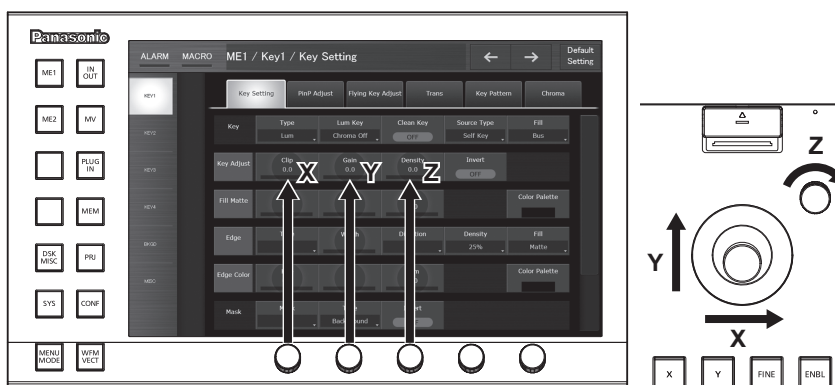 Panasonic
ME1
IN OUT
ME2
MV
PLUG IN
MEM
DSK MISC
PRJ
SYS
CONF
MENU MODE
WFM VECT
ALARM MACRO ME1 / Key1 / Key Setting ← → Default Setting
KEY1
KEY2
KEY3
KEY4
BKGD
MISC
Key Setting PinP Adjust Flying Key Adjust Trans Key Pattern Chroma
Key Type Lum Lum Key Chroma Off Clean Key OFF Source Type Self Key Fill Bus
Key Adjust Clip 0.0 Gain 0.0 Density 0.0 Invert OFF
X Y Z
Fill Matte Color Palette
Edge Density 25% Fill Matte
Edge Color Color Palette
Mask
Z
Y
X
X Y FINE ENBL